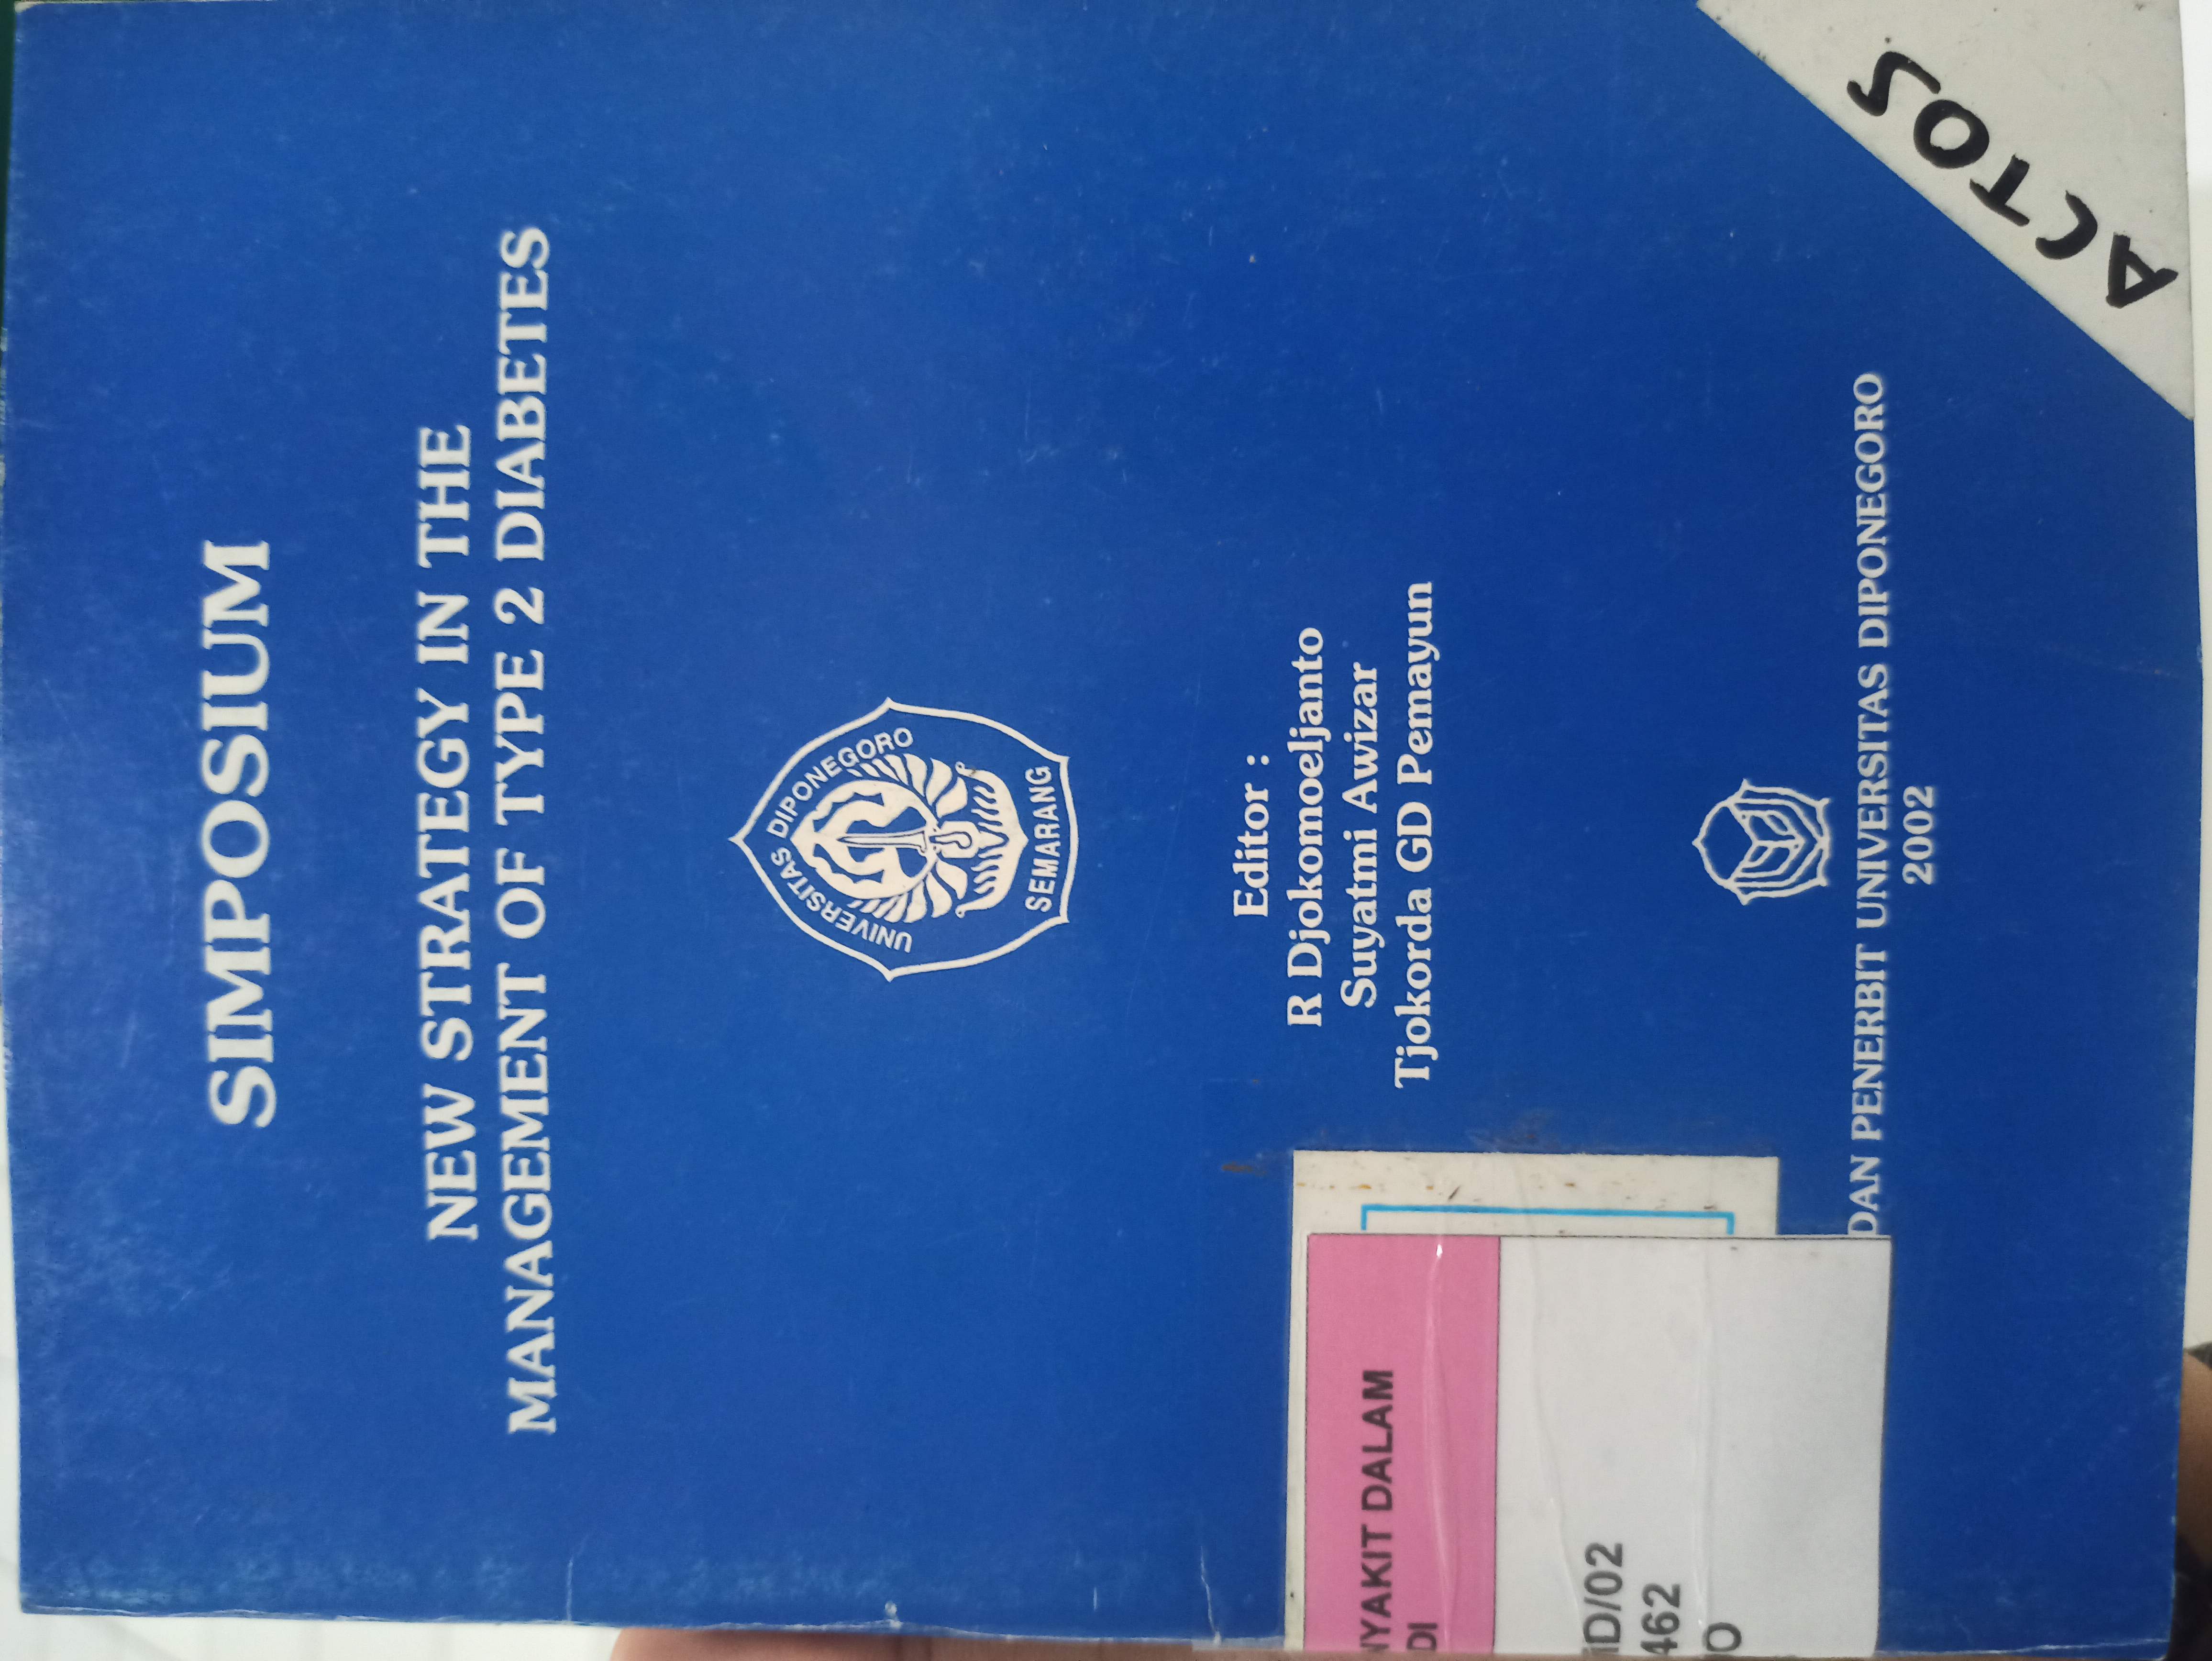 SIMPOSIUM
NEW STRATEGY IN THE
MANAGEMENT OF TYPE 2 DIABETES
UNIVERSITAS DIPONEGORO
SEMARANG
Editor :
R Djokomoeljanto
Suyatmi Awizar
Tjokorda GD Pemayun
DAN PENERBIT UNIVERSITAS DIPONEGORO
2002
ACTOS
NYAKIT DALAM
DI
D/02
462
O